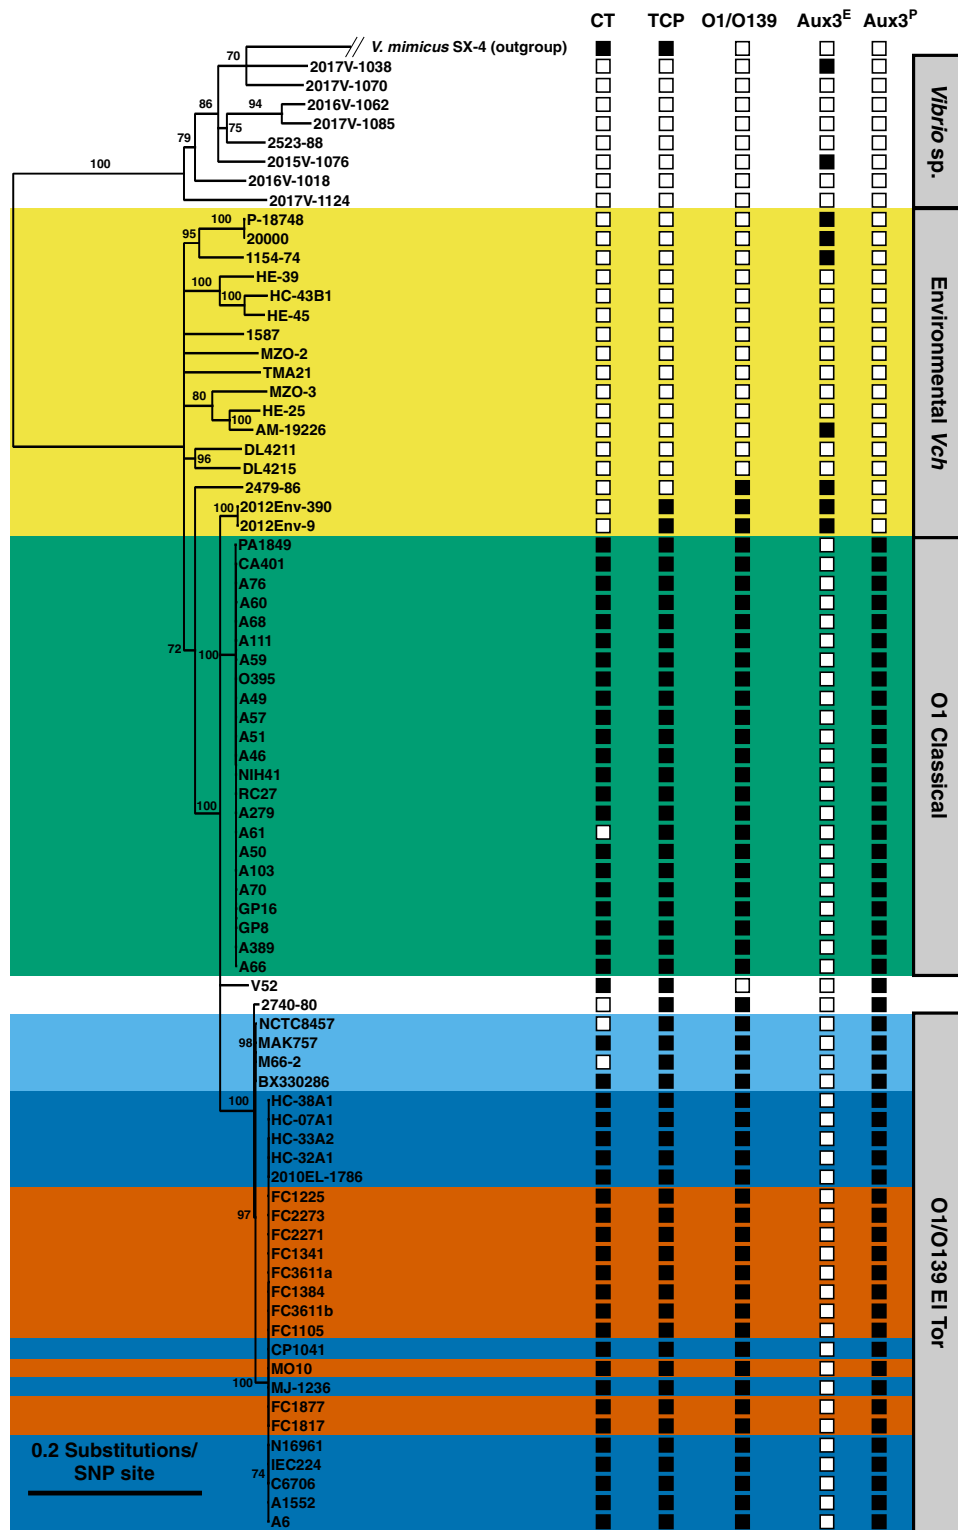 CT TCP O1/O139 Aux3E Aux3P
V. mimicus SX-4 (outgroup)
70
2017V-1038
2017V-1070
86
94
2016V-1062
75
2017V-1085
79
2523-88
100
2015V-1076
2016V-1018
2017V-1124
Vibrio sp.
100
P-18748
95
20000
1154-74
100
HE-39
100
HC-43B1
HE-45
1587
MZO-2
TMA21
80
MZO-3
HE-25
100
AM-19226
DL4211
96
DL4215
2479-86
100
2012Env-390
2012Env-9
Environmental Vch
PA1849
CA401
A76
A60
A68
A111
72
100
A59
O395
A49
A57
A51
A46
NIH41
RC27
100
A279
A61
A50
A103
A70
GP16
GP8
A389
A66
O1 Classical
V52
2740-80
NCTC8457
98
MAK757
M66-2
BX330286
100
HC-38A1
HC-07A1
HC-33A2
HC-32A1
2010EL-1786
FC1225
97
FC2273
FC2271
FC1341
FC3611a
FC1384
FC3611b
FC1105
CP1041
MO10
100
MJ-1236
FC1877
FC1817
N16961
74
IEC224
C6706
A1552
A6
O1/O139 El Tor
0.2 Substitutions/
SNP site